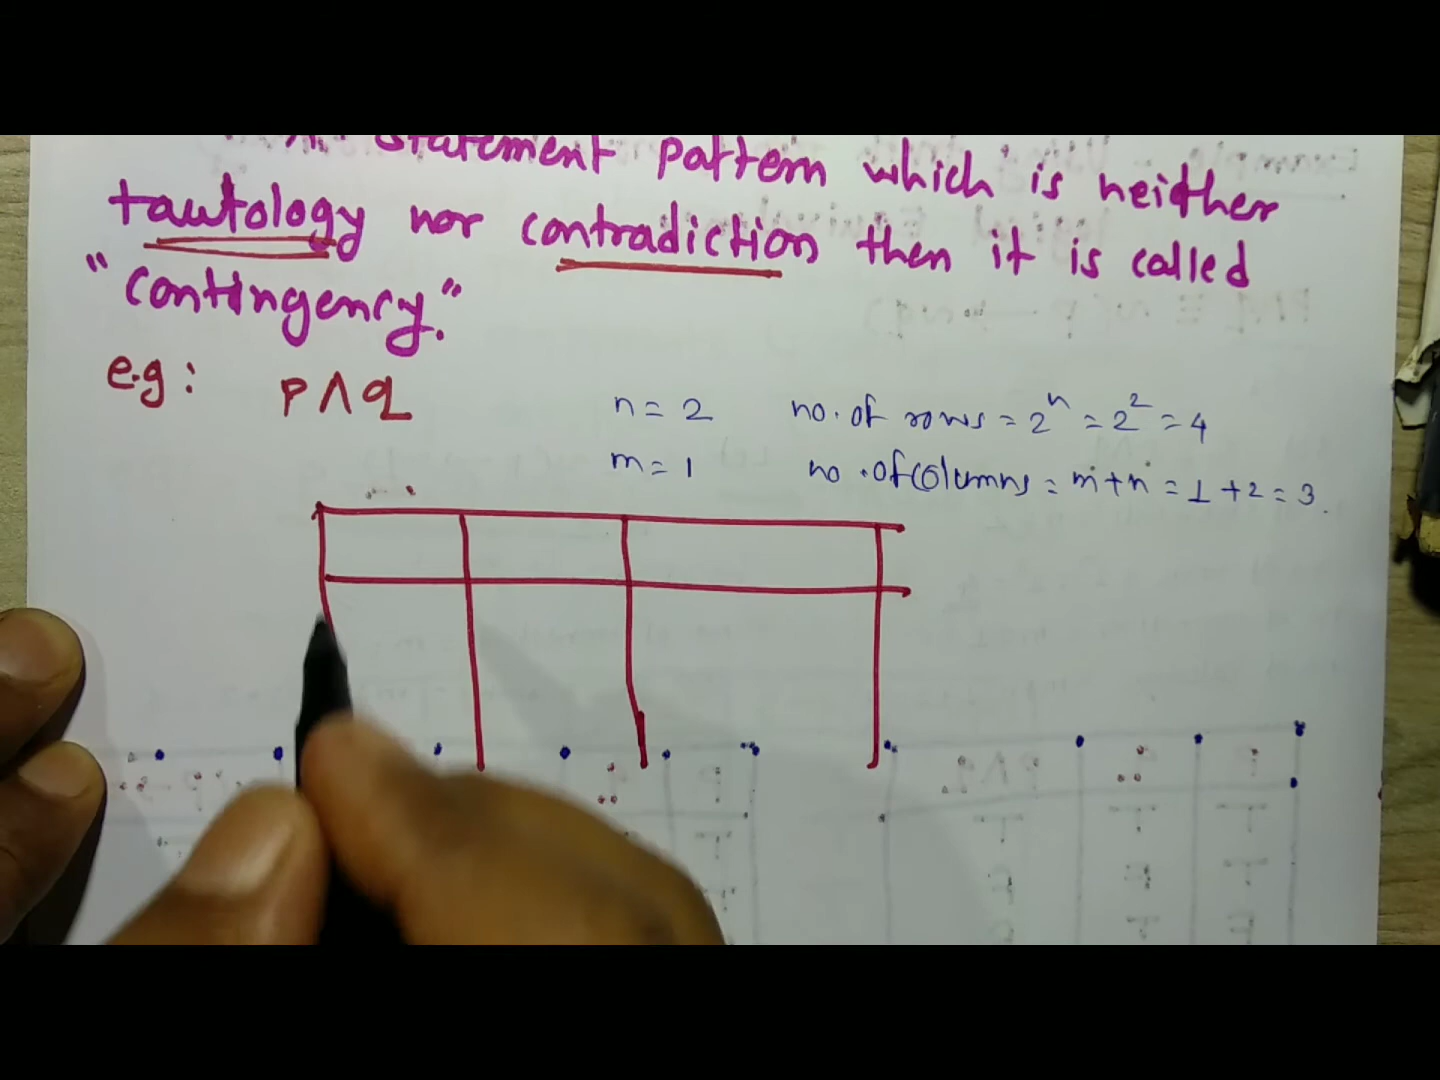 A statement pattern which is neither
tautology nor contradiction then it is called
"contingency."
e.g: p∧q
n = 2 no. of rows = 2ⁿ = 2² = 4
m = 1 no. of columns = m+n = 1+2 = 3.